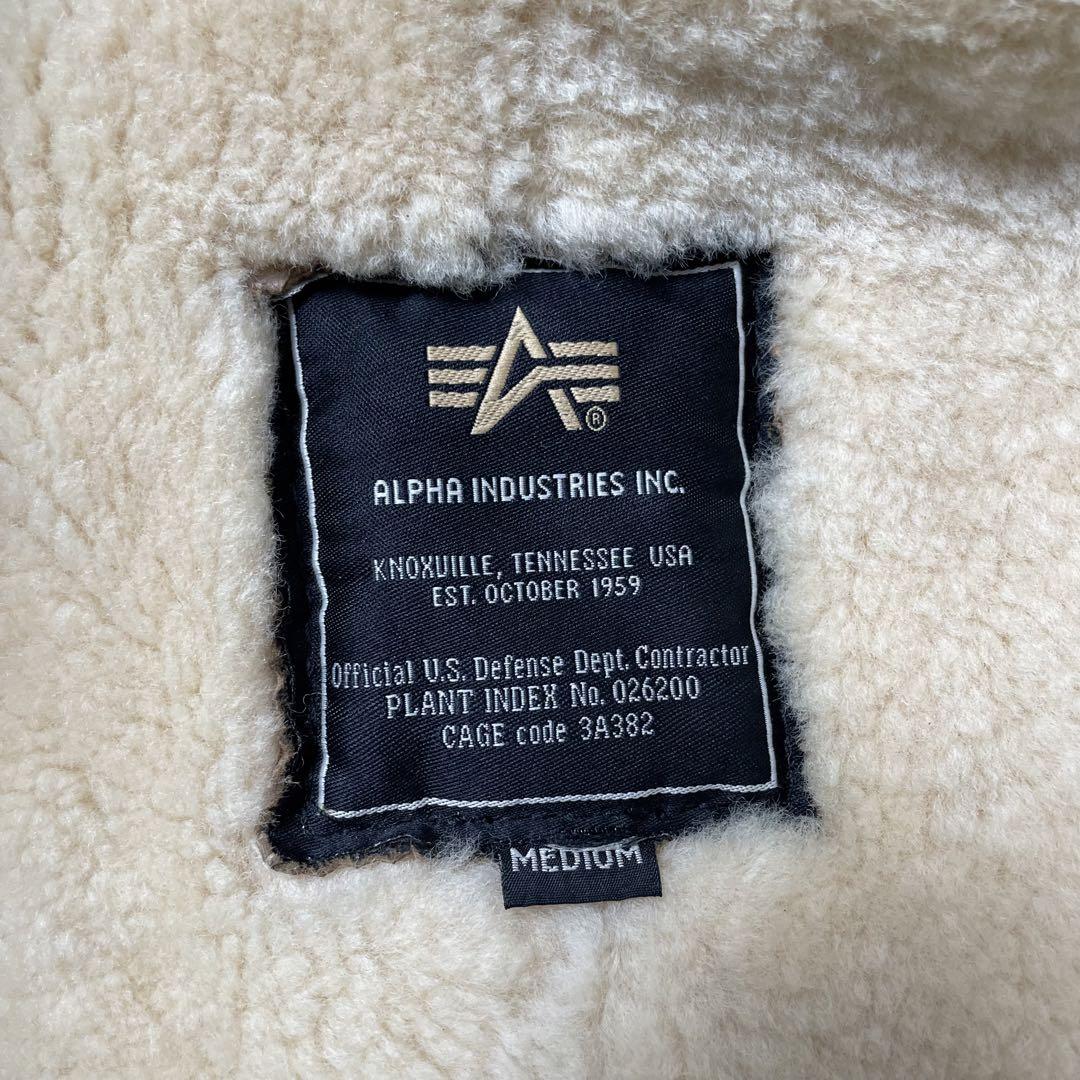 ®
ALPHA INDUSTRIES INC.
KNOXVILLE, TENNESSEE USA
EST. OCTOBER 1959
Official U.S. Defense Dept. Contractor
PLANT INDEX No. 026200
CAGE code 3A382
MEDIUM